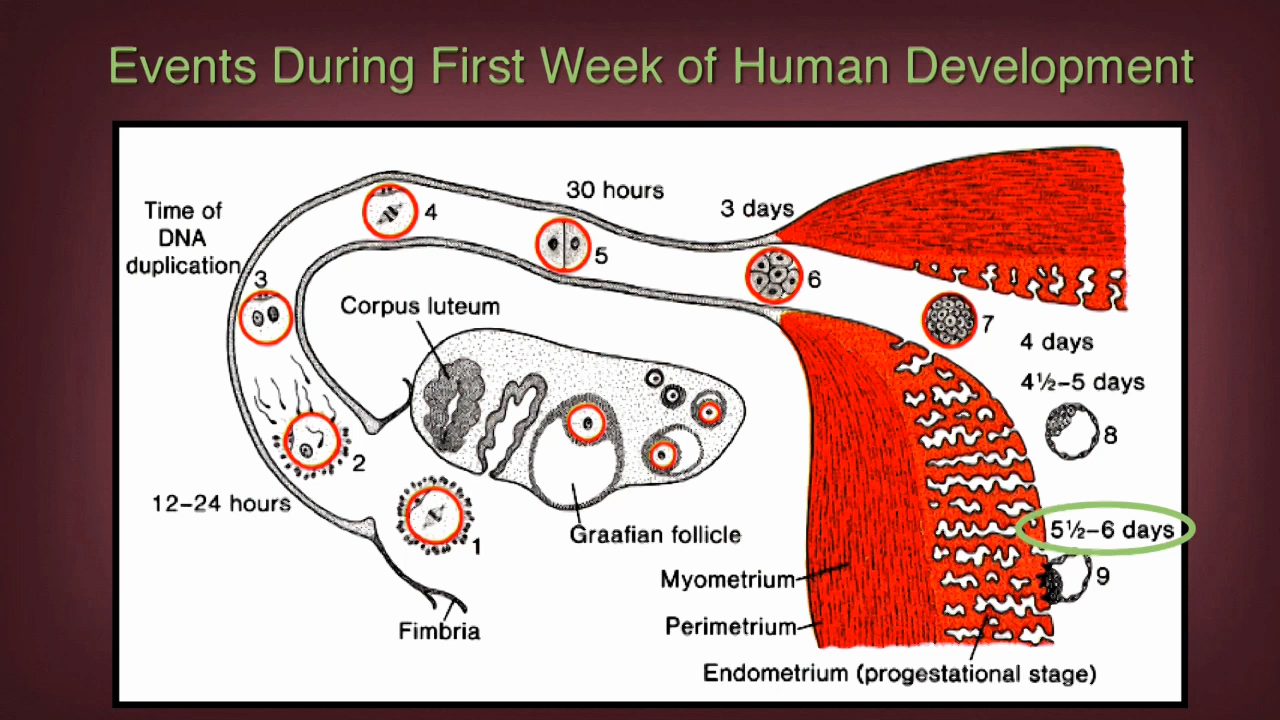 Events During First Week of Human Development
30 hours
3 days
Time of
DNA
duplication
4
5
3
6
Corpus luteum
7
4 days
4½–5 days
8
2
12–24 hours
1
Graafian follicle
5½–6 days
9
Myometrium
Perimetrium
Fimbria
Endometrium (progestational stage)